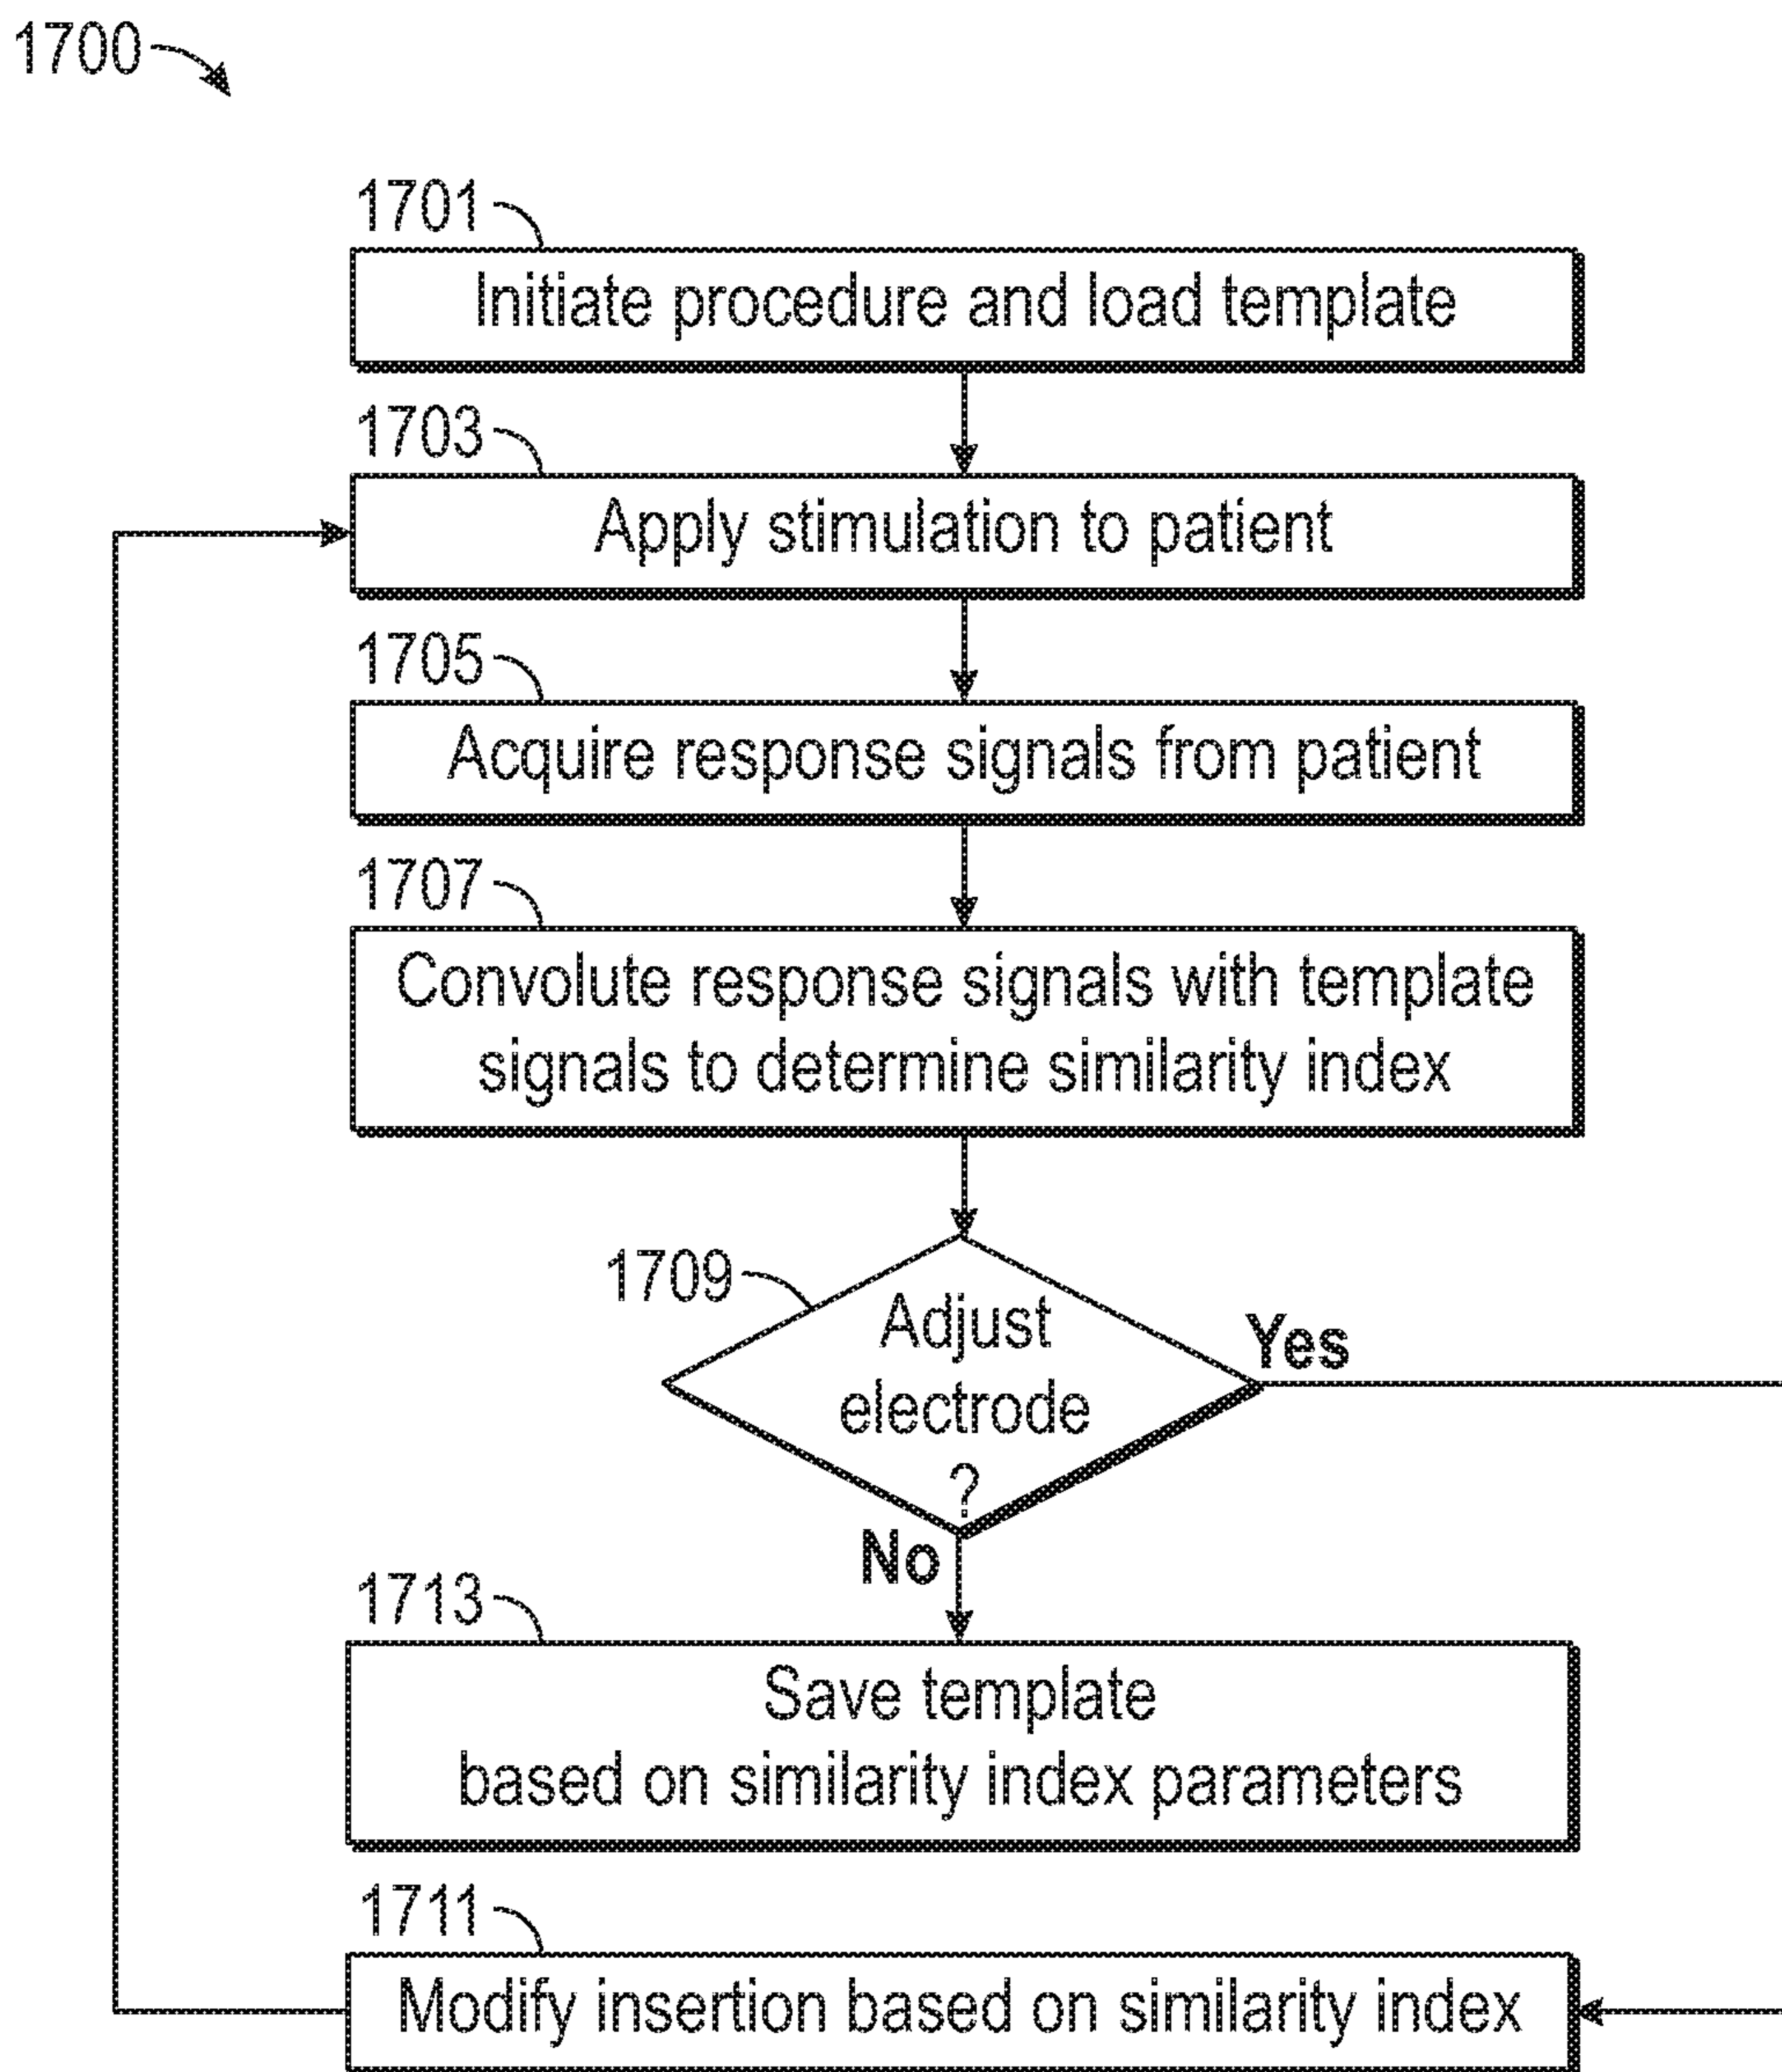 1700
1701
Initiate procedure and load template
1703
Apply stimulation to patient
1705
Acquire response signals from patient
1707
Convolute response signals with template
signals to determine similarity index
1709
Adjust
electrode
?
Yes
No
1713
Save template
based on similarity index parameters
1711
Modify insertion based on similarity index